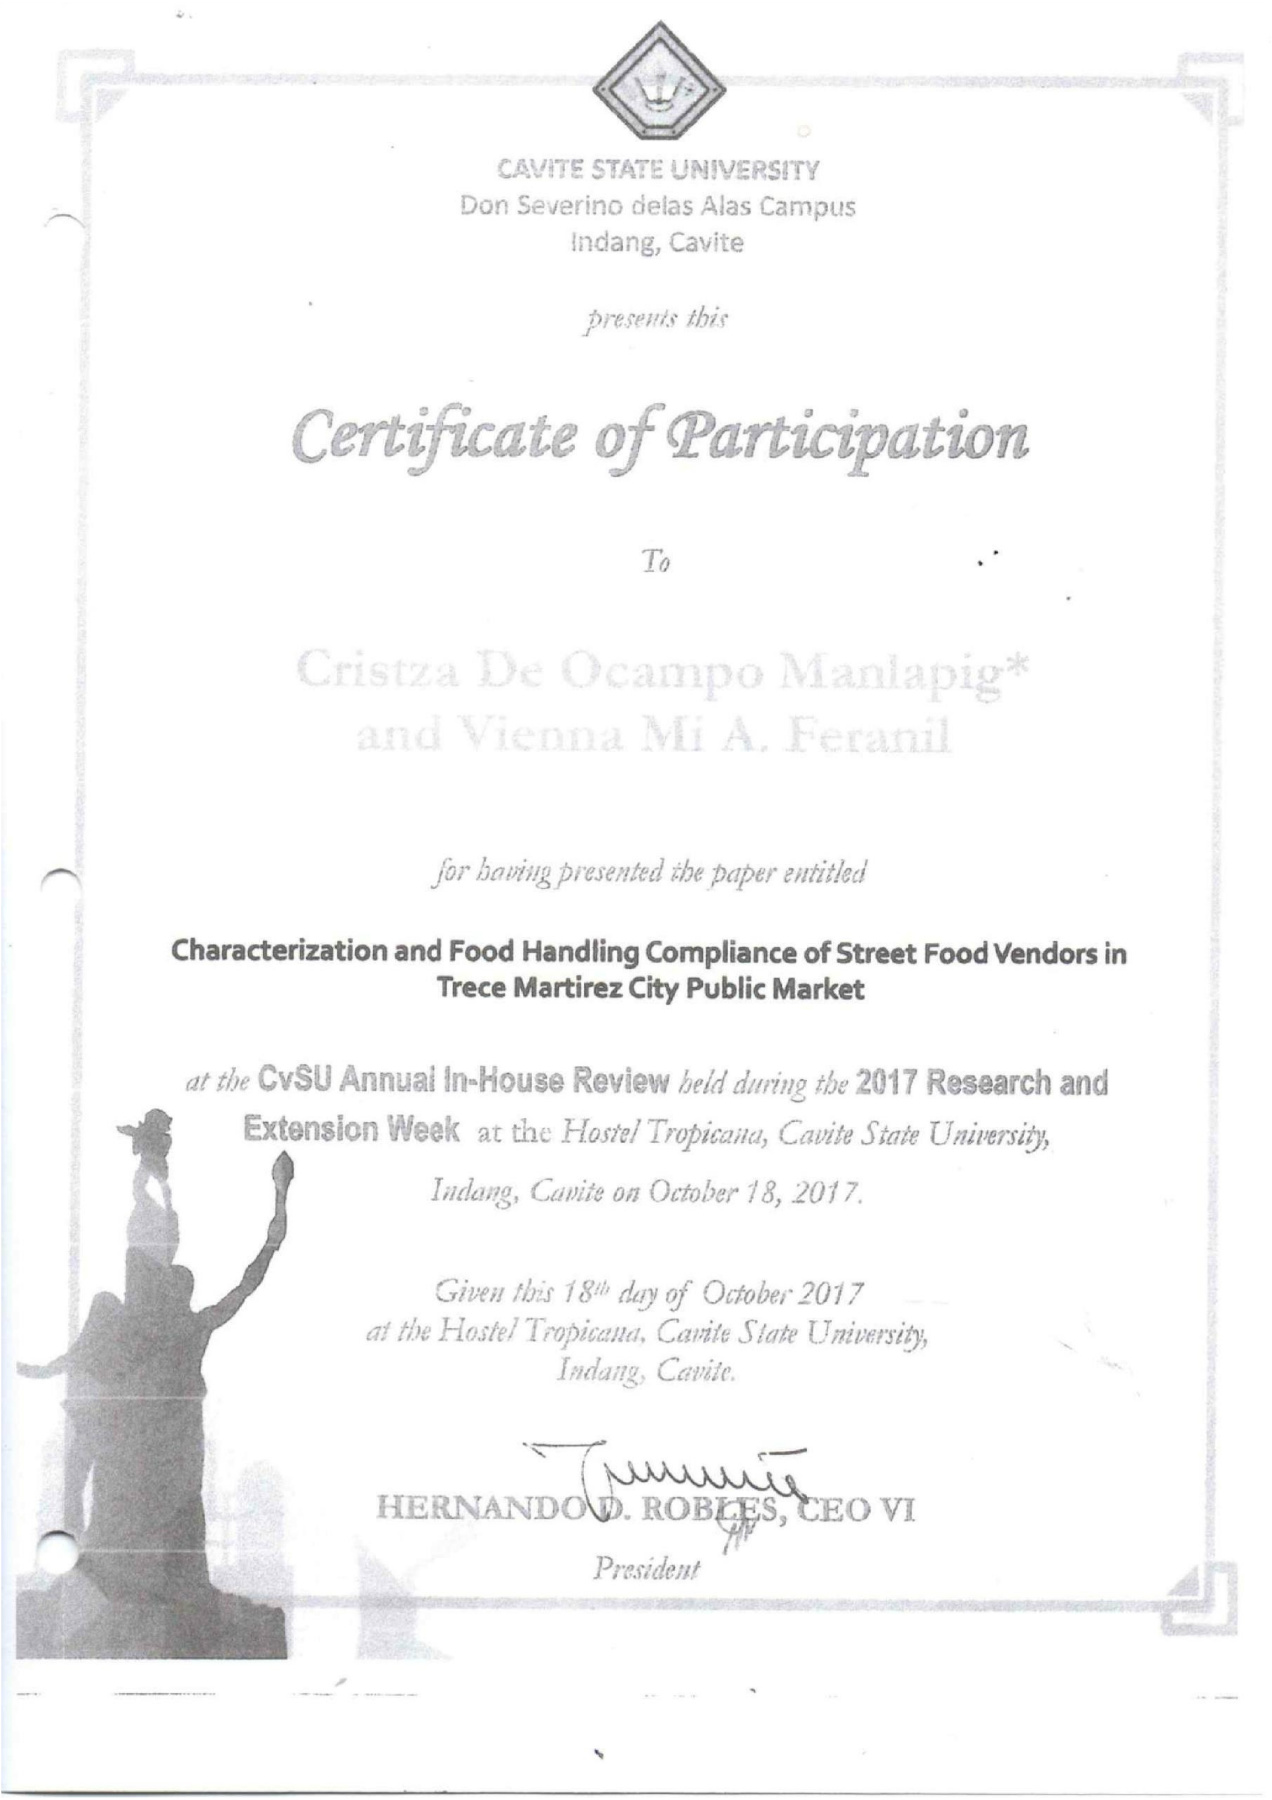 CAVITE STATE UNIVERSITY
Don Severino delas Alas Campus
Indang, Cavite
presents this
Certificate of Participation
To
Cristza De Ocampo Manlapig*
and Vienna Mi A. Feranil
for having presented the paper entitled
Characterization and Food Handling Compliance of Street Food Vendors in
Trece Martirez City Public Market
at the CvSU Annual In-House Review held during the 2017 Research and
Extension Week at the Hostel Tropicana, Cavite State University,
Indang, Cavite on October 18, 2017.
Given this 18th day of October 2017
at the Hostel Tropicana, Cavite State University,
Indang, Cavite.
HERNANDO D. ROBLES, CEO VI
President